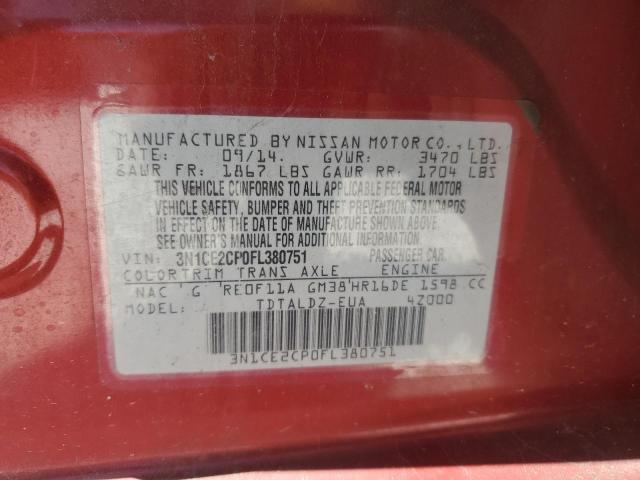 MANUFACTURED BY NISSAN MOTOR CO., LTD.
DATE: 09/14. GVWR: 3470 LBS
GAWR FR: 1867 LBS GAWR RR: 1704 LBS
THIS VEHICLE CONFORMS TO ALL APPLICABLE FEDERAL MOTOR
VEHICLE SAFETY, BUMPER AND THEFT PREVENTION STANDARDS
IN EFFECT ON THE DATE OF MANUFACTURE SHOWN ABOVE.
SEE OWNER'S MANUAL FOR ADDITIONAL INFORMATION.
VIN: 3N1CE2CP0FL380751 PASSENGER CAR.
COLOR TRIM TRANS AXLE ENGINE
NAC G RE0F11A GM38 HR16DE 1598 CC
MODEL: TDTALDZ-EUA 4Z000
3N1CE2CP0FL380751